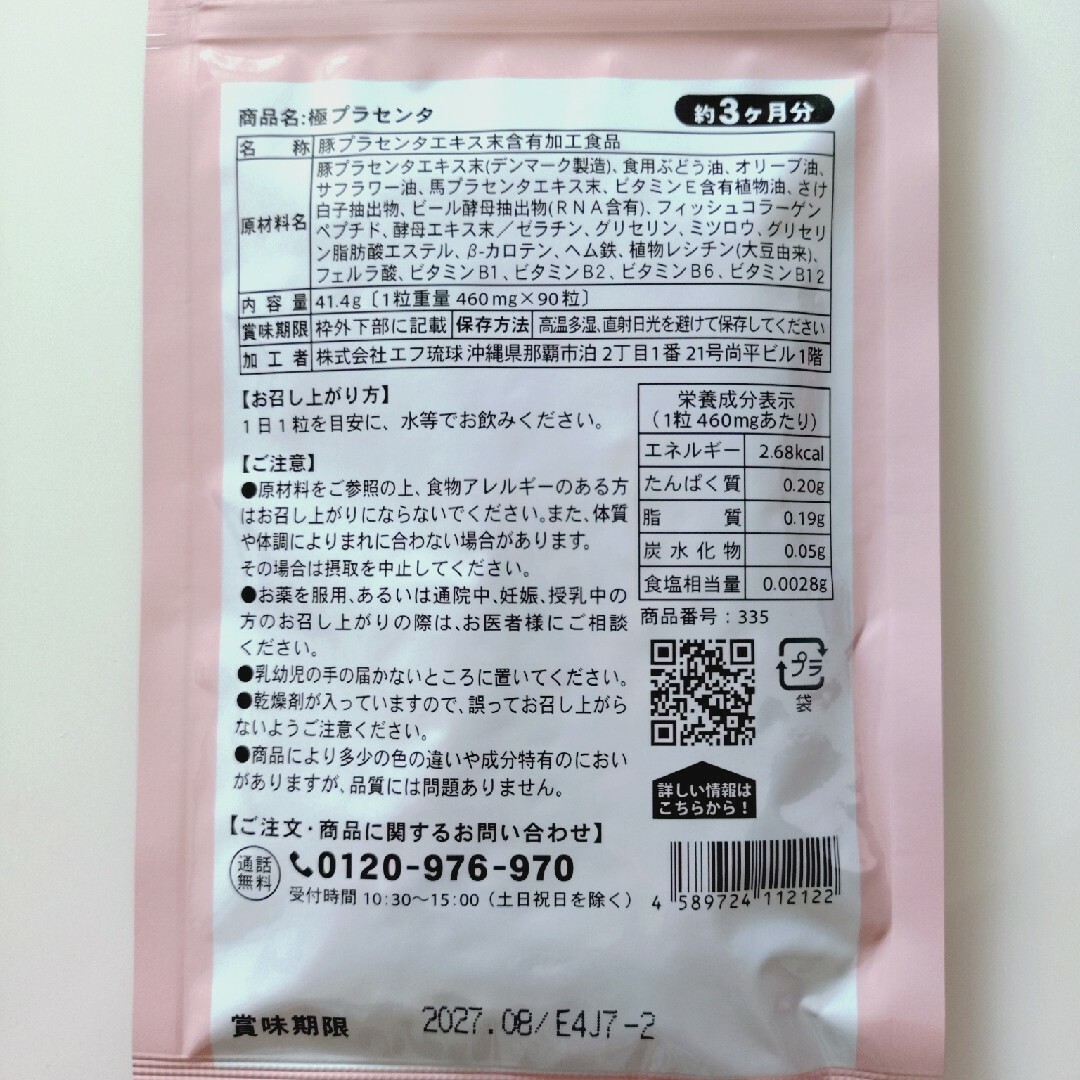 商品名:極プラセンタ
約3ヶ月分
名称 豚プラセンタエキス末含有加工食品
原材料名
豚プラセンタエキス末(デンマーク製造)、食用ぶどう油、オリーブ油、
サフラワー油、馬プラセンタエキス末、ビタミンE含有植物油、さけ
白子抽出物、ビール酵母抽出物(RNA含有)、フィッシュコラーゲン
ペプチド、酵母エキス末／ゼラチン、グリセリン、ミツロウ、グリセリ
ン脂肪酸エステル、β-カロテン、ヘム鉄、植物レシチン(大豆由来)、
フェルラ酸、ビタミンB1、ビタミンB2、ビタミンB6、ビタミンB12
内容量 41.4g〔1粒重量 460mg×90粒〕
賞味期限 枠外下部に記載 保存方法 高温多湿、直射日光を避けて保存してください
加工者 株式会社エフ琉球 沖縄県那覇市泊2丁目1番21号尚平ビル1階
【お召し上がり方】
1日1粒を目安に、水等でお飲みください。
【ご注意】
●原材料をご参照の上、食物アレルギーのある方
はお召し上がりにならないでください。また、体質
や体調によりまれに合わない場合があります。
その場合は摂取を中止してください。
●お薬を服用、あるいは通院中、妊娠、授乳中の
方のお召し上がりの際は、お医者様にご相談
ください。
●乳幼児の手の届かないところに置いてください。
●乾燥剤が入っていますので、誤ってお召し上がら
ないようご注意ください。
●商品により多少の色の違いや成分特有のにおい
がありますが、品質には問題ありません。
栄養成分表示
(1粒 460mgあたり)
エネルギー 2.68kcal
たんぱく質 0.20g
脂質 0.19g
炭水化物 0.05g
食塩相当量 0.0028g
商品番号：335
プラ
袋
詳しい情報は
こちらから！
【ご注文・商品に関するお問い合わせ】
通話
無料
0120-976-970
受付時間 10:30～15:00（土日祝日を除く）
4 589724 112122
賞味期限 2027.08/E4J7-2